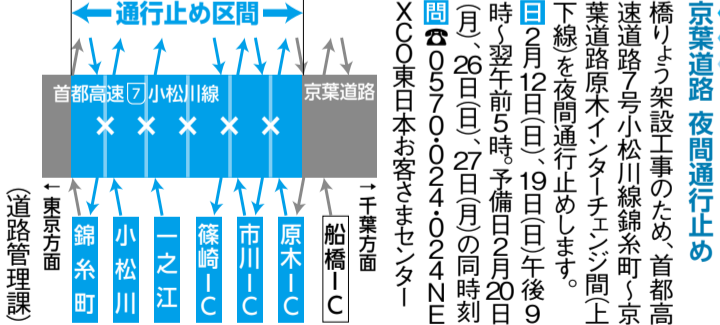 京葉道路 夜間通行止め
橋りょう架設工事のため、首都高
速道路7号小松川線錦糸町〜京
葉道路原木インターチェンジ間(上
下線)を夜間通行止めします。
日2月12日(日)、19日(日)午後9
時〜翌午前5時。予備日2月20日
(月)、26日(日)、27日(月)の同時刻
問☎0570・024・024NE
XCO東日本お客さまセンター
通行止め区間
首都高速7小松川線
京葉道路
←東京方面
錦糸町
小松川
一之江
篠崎IC
市川IC
原木IC
船橋IC
→千葉方面
(道路管理課)